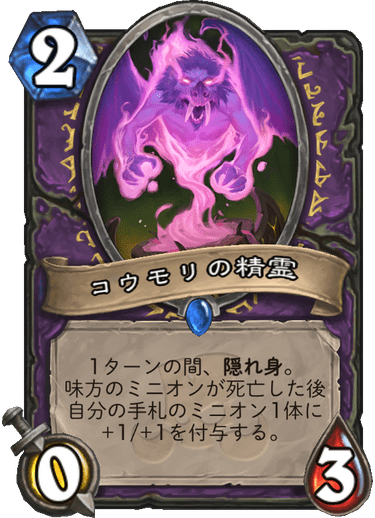 2
コウモリの精霊
1ターンの間、隠れ身。
味方のミニオンが死亡した後
自分の手札のミニオン1体に
+1/+1を付与する。
0
3